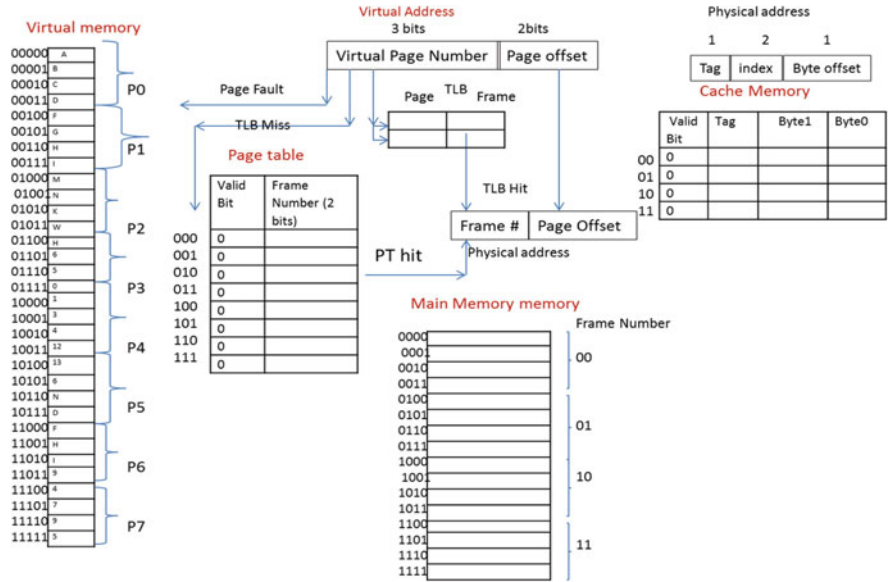 Virtual Address
Physical address
Virtual memory
3 bits
2bits
1 2 1
Virtual Page Number Page offset
Tag index Byte offset
Cache Memory
Valid Bit Tag Byte1 Byte0
00 0
01 0
10 0
11 0
Page Fault
Page TLB Frame
TLB Miss
TLB Hit
Page table
Valid Bit Frame Number (2 bits)
000 0
001 0
010 0
011 0
100 0
101 0
110 0
111 0
PT hit
Frame # Page Offset
Physical address
00000 A
00001 B
00010 C
00011 D
P0
00100 F
00101 G
00110 H
00111 I
P1
01000 M
01001 N
01010 K
01011 W
P2
01100 H
01101 6
01110 5
01111 0
P3
10000 1
10001 3
10010 4
10011 12
P4
10100 13
10101 6
10110 N
10111 D
P5
11000 F
11001 H
11010 I
11011 9
P6
11100 4
11101 7
11110 9
11111 5
P7
Main Memory memory
Frame Number
0000
0001
0010
0011
00
0100
0101
0110
0111
01
1000
1001
1010
1011
10
1100
1101
1110
1111
11